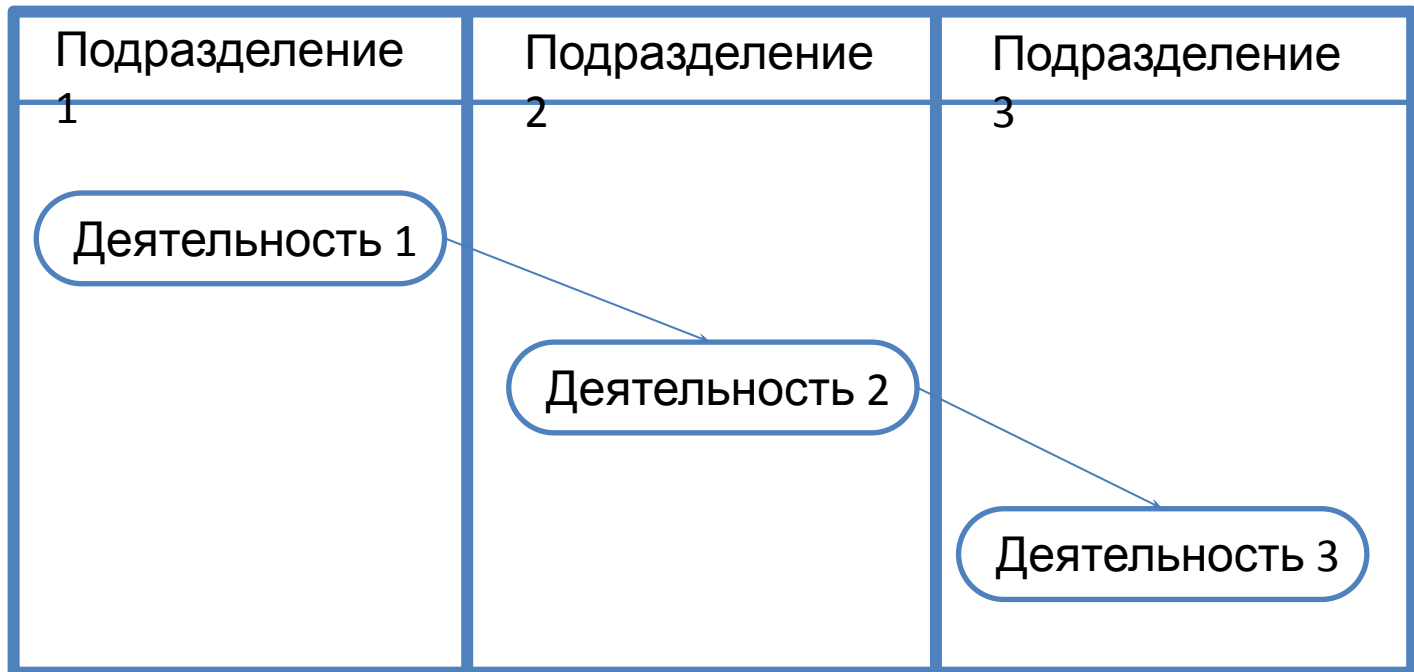 Подразделение
1
Подразделение
2
Подразделение
3
Деятельность 1
Деятельность 2
Деятельность 3